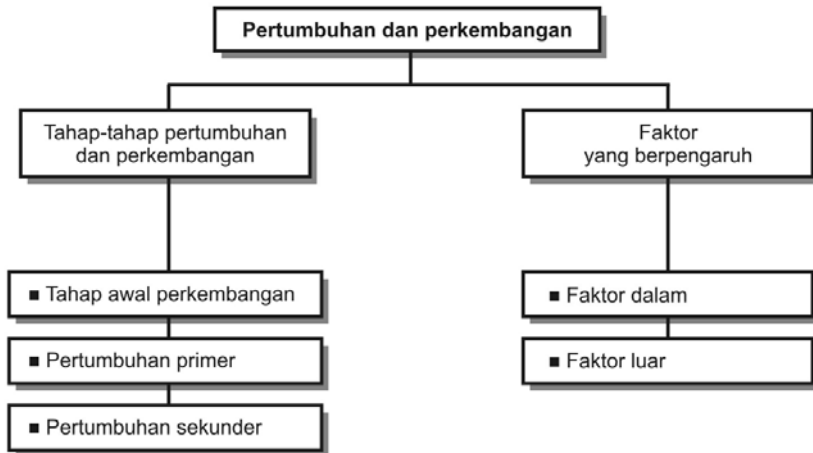 Pertumbuhan dan perkembangan
Tahap-tahap pertumbuhan
dan perkembangan
Faktor
yang berpengaruh
■ Tahap awal perkembangan
■ Pertumbuhan primer
■ Pertumbuhan sekunder
■ Faktor dalam
■ Faktor luar